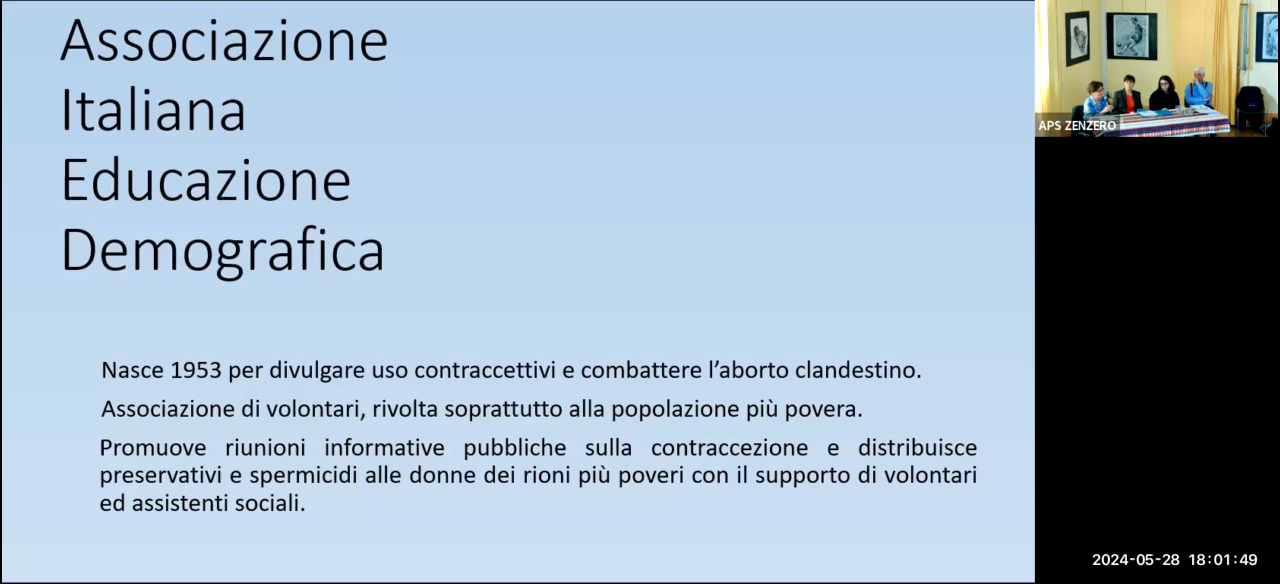 Associazione
Italiana
Educazione
Demografica
Nasce 1953 per divulgare uso contraccettivi e combattere l’aborto clandestino.
Associazione di volontari, rivolta soprattutto alla popolazione più povera.
Promuove riunioni informative pubbliche sulla contraccezione e distribuisce
preservativi e spermicidi alle donne dei rioni più poveri con il supporto di volontari
ed assistenti sociali.
APS ZENZERO
2024-05-28 18:01:49